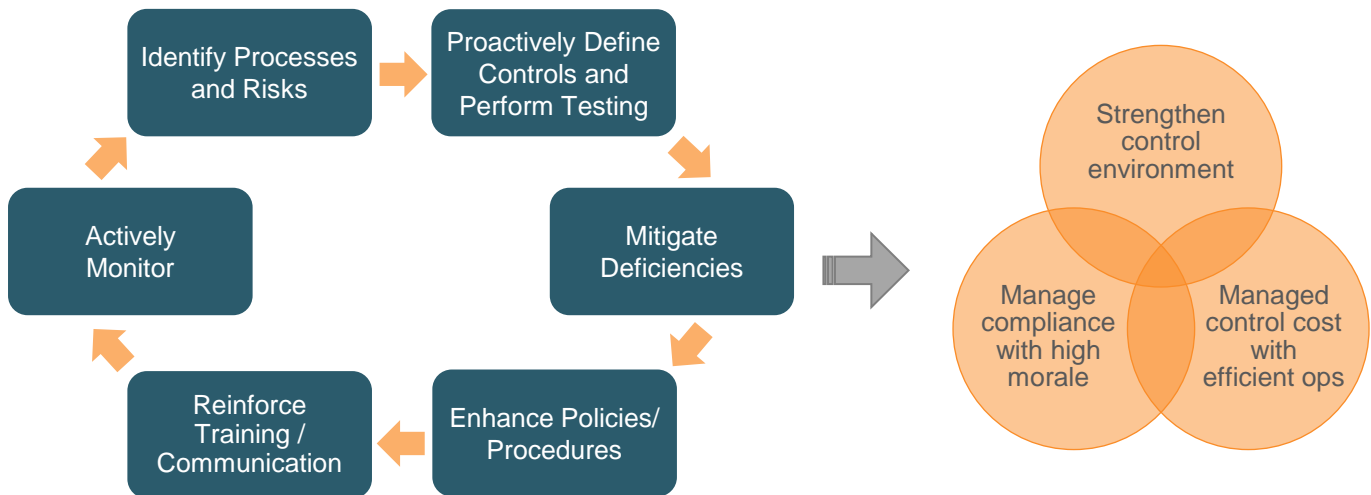 Identify Processes
and Risks
Proactively Define
Controls and
Perform Testing
Mitigate
Deficiencies
Enhance Policies/
Procedures
Reinforce
Training /
Communication
Actively
Monitor
Strengthen
control
environment
Manage
compliance
with high
morale
Managed
control cost
with
efficient ops